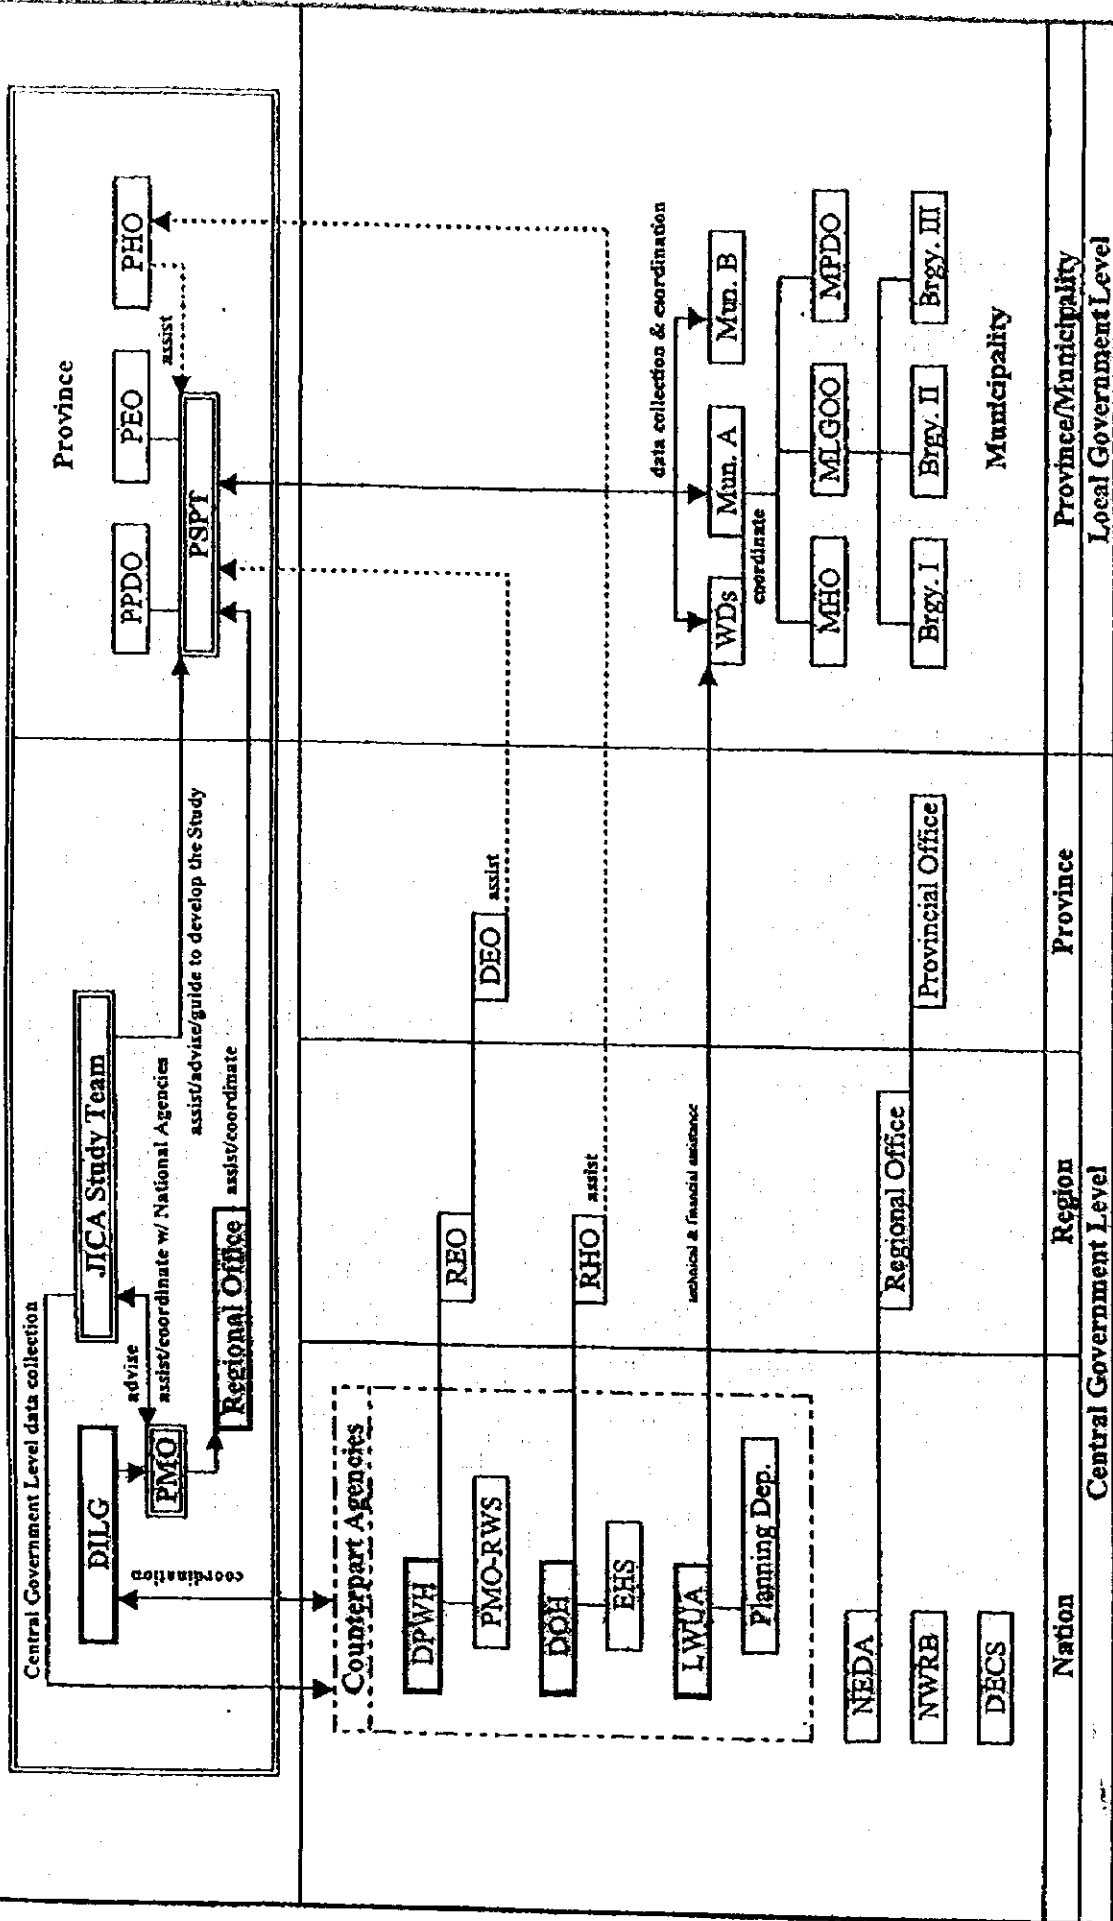 Central Government Level data collection
DILG
JICA Study Team
advise
PMO
assist/coordinate w/ National Agencies
assist/advise/guide to develop the Study
coordination
Regional Office
assist/coordinate
Province
PPDO
PEO
PHO
assist
PSPT
Counterpart Agencies
DPWH
PMO-RWS
REO
DEO
assist
DOH
EHS
RHO
assist
LWUA
Planning Dep.
technical & financial assistance
data collection & coordination
WDs
Mun. A
Mun. B
coordinate
MHO
MLGOO
MPDO
Brgy. I
Brgy. II
Brgy. III
Municipality
NEDA
Regional Office
Provincial Office
NWRB
DECS
Nation
Region
Province
Province/Municipality
Central Government Level
Local Government Level